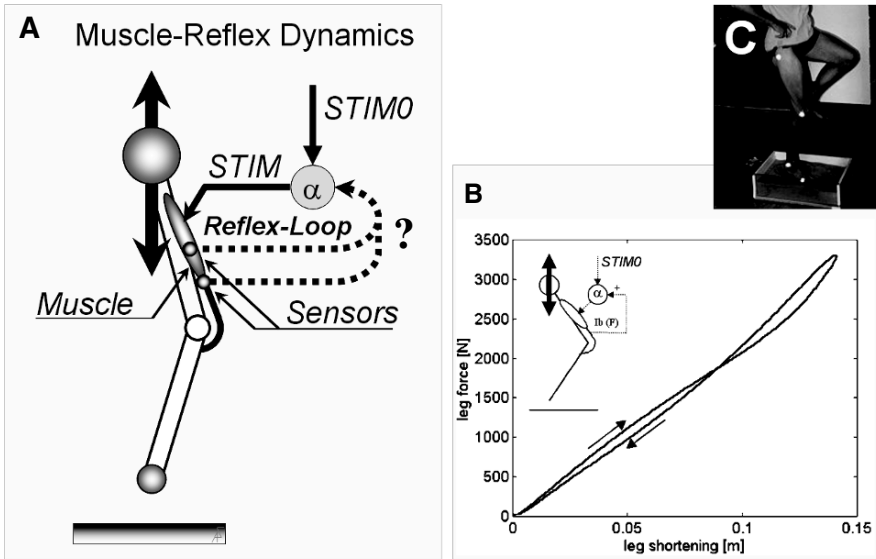 A
Muscle-Reflex Dynamics
STIM0
STIM
α
Reflex-Loop
?
Muscle
Sensors
C
B
3500
3000
2500
2000
1500
1000
500
0
leg force [N]
STIM0
α
+
Ib (F)
0
0.05
0.1
0.15
leg shortening [m]